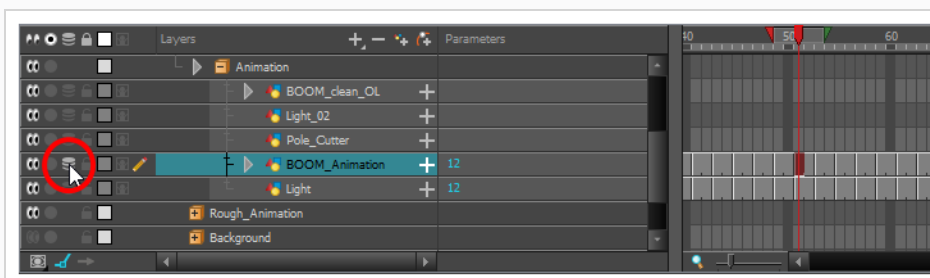 Layers Parameters 40 50 60
Animation
BOOM_clean_OL
Light_02
Pole_Cutter
BOOM_Animation 12
Light 12
Rough_Animation
Background